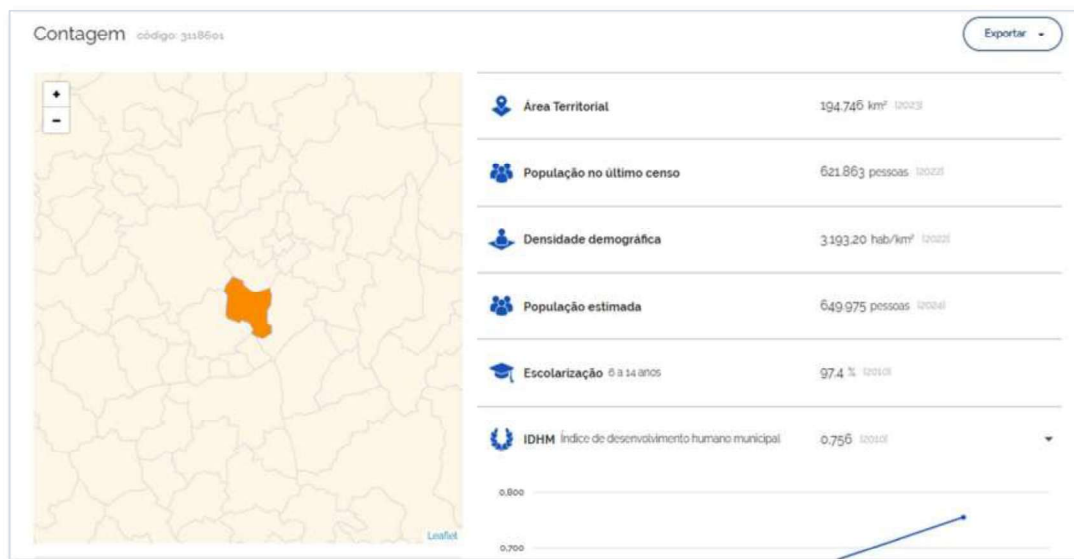 Contagem código: 3118601
Exportar
+
-
Área Territorial 194,746 km² [2023]
População no último censo 621.863 pessoas [2022]
Densidade demográfica 3.193,20 hab/km² [2022]
População estimada 649.975 pessoas [2024]
Escolarização 6 a 14 anos 97,4 % [2010]
IDHM Índice de desenvolvimento humano municipal 0,756 [2010]
0,800
Leaflet
0,700